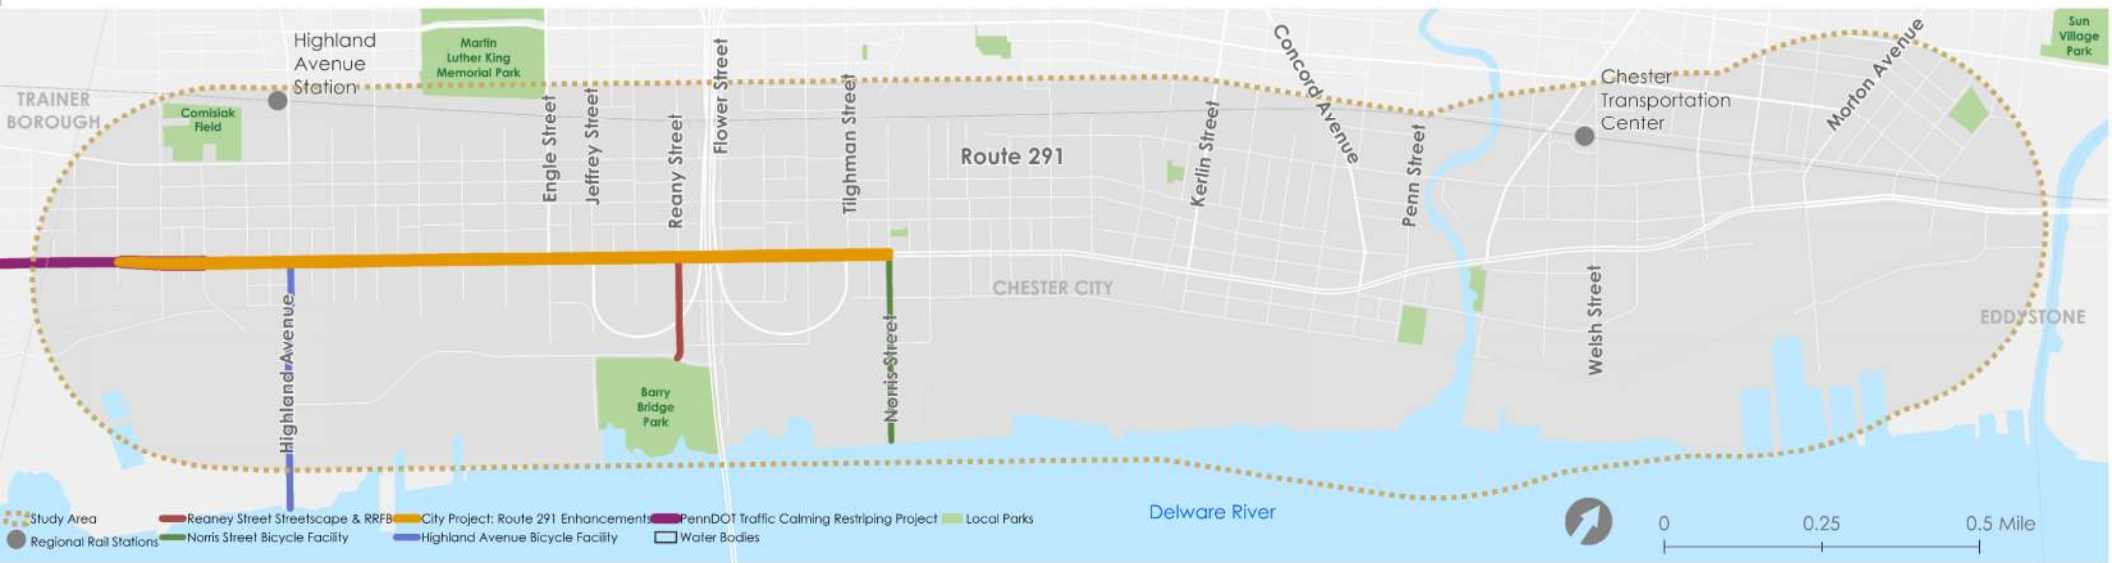 Highland
Avenue
Station
Martin
Luther King
Memorial Park
Sun
Village
Park
TRAINER
BOROUGH
Comisiak
Field
Engle Street
Jeffrey Street
Reany Street
Flower Street
Tilghman Street
Route 291
Kerlin Street
Concord Avenue
Penn Street
Chester
Transportation
Center
Morton Avenue
CHESTER CITY
Highland Avenue
Barry
Bridge
Park
Norris Street
Welsh Street
EDDYSTONE
Delware River
Study Area
Reaney Street Streetscape & RRFB
City Project: Route 291 Enhancements
PennDOT Traffic Calming Restriping Project
Local Parks
Regional Rail Stations
Norris Street Bicycle Facility
Highland Avenue Bicycle Facility
Water Bodies
0 0.25 0.5 Mile